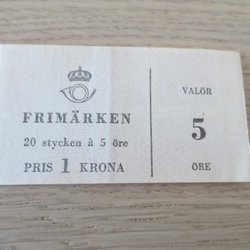 FRIMÄRKEN
20 stycken à 5 öre
PRIS 1 KRONA
VALÖR
5
ÖRE